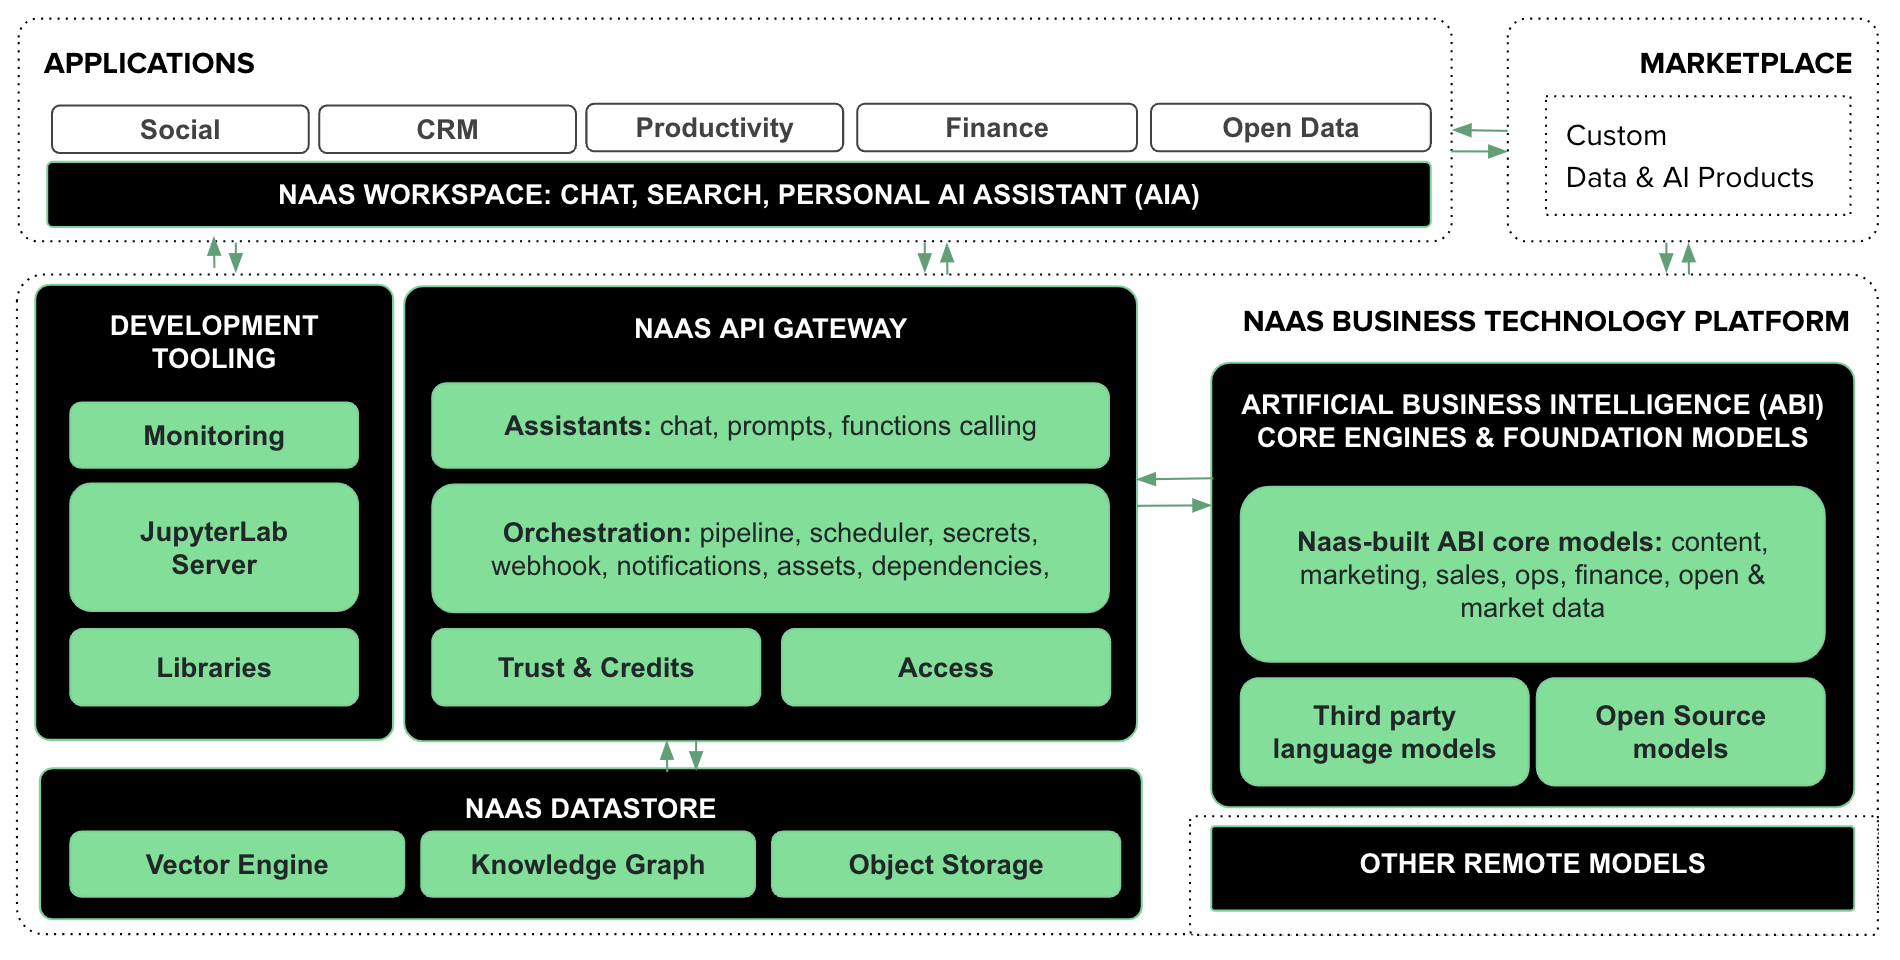 APPLICATIONS
Social
CRM
Productivity
Finance
Open Data
NAAS WORKSPACE: CHAT, SEARCH, PERSONAL AI ASSISTANT (AIA)
MARKETPLACE
Custom
Data & AI Products
DEVELOPMENT
TOOLING
Monitoring
JupyterLab
Server
Libraries
NAAS API GATEWAY
Assistants: chat, prompts, functions calling
Orchestration: pipeline, scheduler, secrets,
webhook, notifications, assets, dependencies,
Trust & Credits
Access
NAAS BUSINESS TECHNOLOGY PLATFORM
ARTIFICIAL BUSINESS INTELLIGENCE (ABI)
CORE ENGINES & FOUNDATION MODELS
Naas-built ABI core models: content,
marketing, sales, ops, finance, open &
market data
Third party
language models
Open Source
models
NAAS DATASTORE
Vector Engine
Knowledge Graph
Object Storage
OTHER REMOTE MODELS